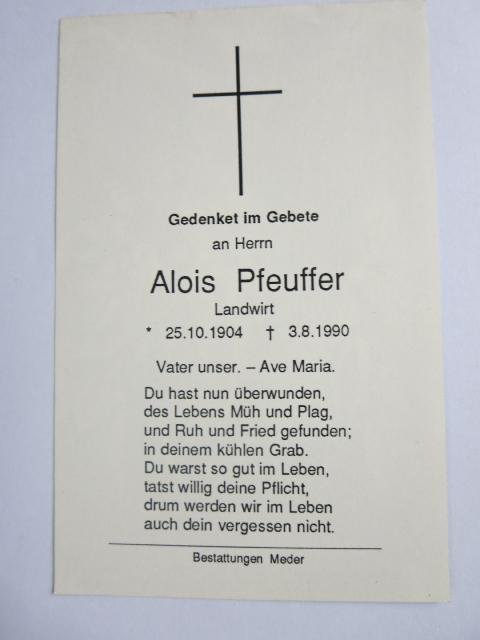 Gedenket im Gebete
an Herrn
Alois Pfeuffer
Landwirt
* 25.10.1904 † 3.8.1990
Vater unser. – Ave Maria.
Du hast nun überwunden,
des Lebens Müh und Plag,
und Ruh und Fried gefunden;
in deinem kühlen Grab.
Du warst so gut im Leben,
tatst willig deine Pflicht,
drum werden wir im Leben
auch dein vergessen nicht.
Bestattungen Meder